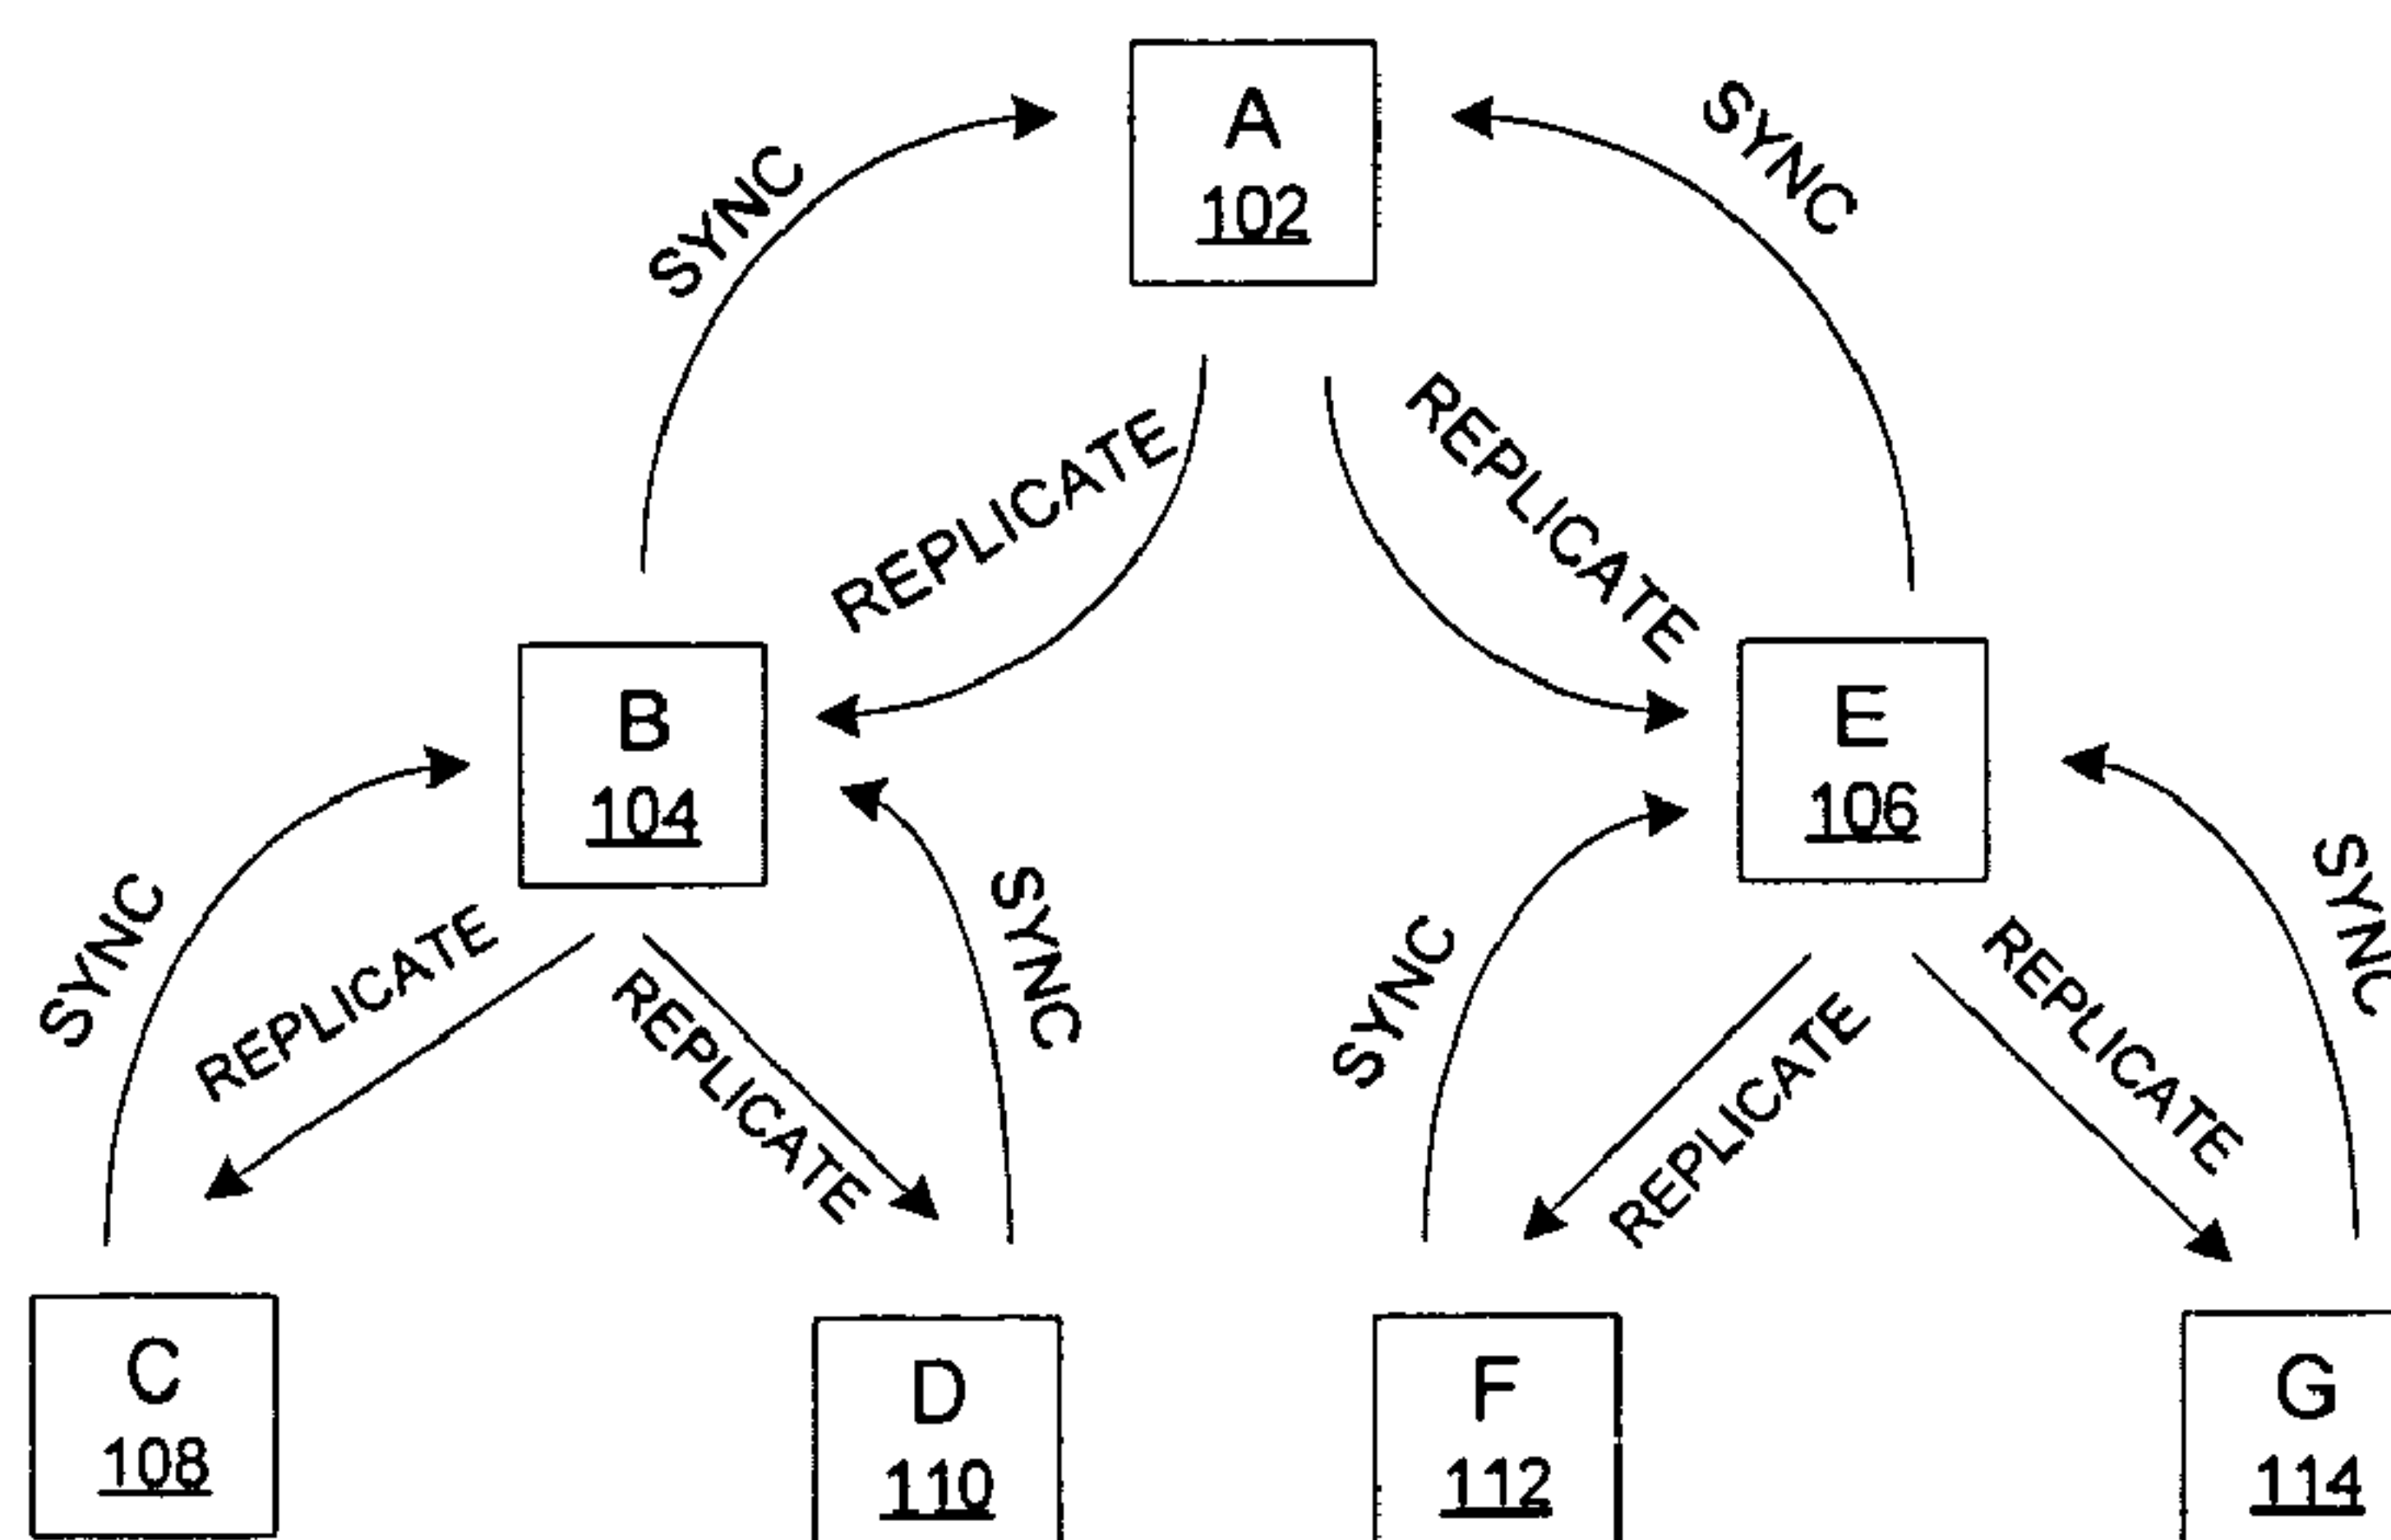 A
102
SYNC
SYNC
REPLICATE
REPLICATE
B
104
E
106
SYNC
REPLICATE
REPLICATE
SYNC
SYNC
REPLICATE
REPLICATE
SYNC
C
108
D
110
F
112
G
114